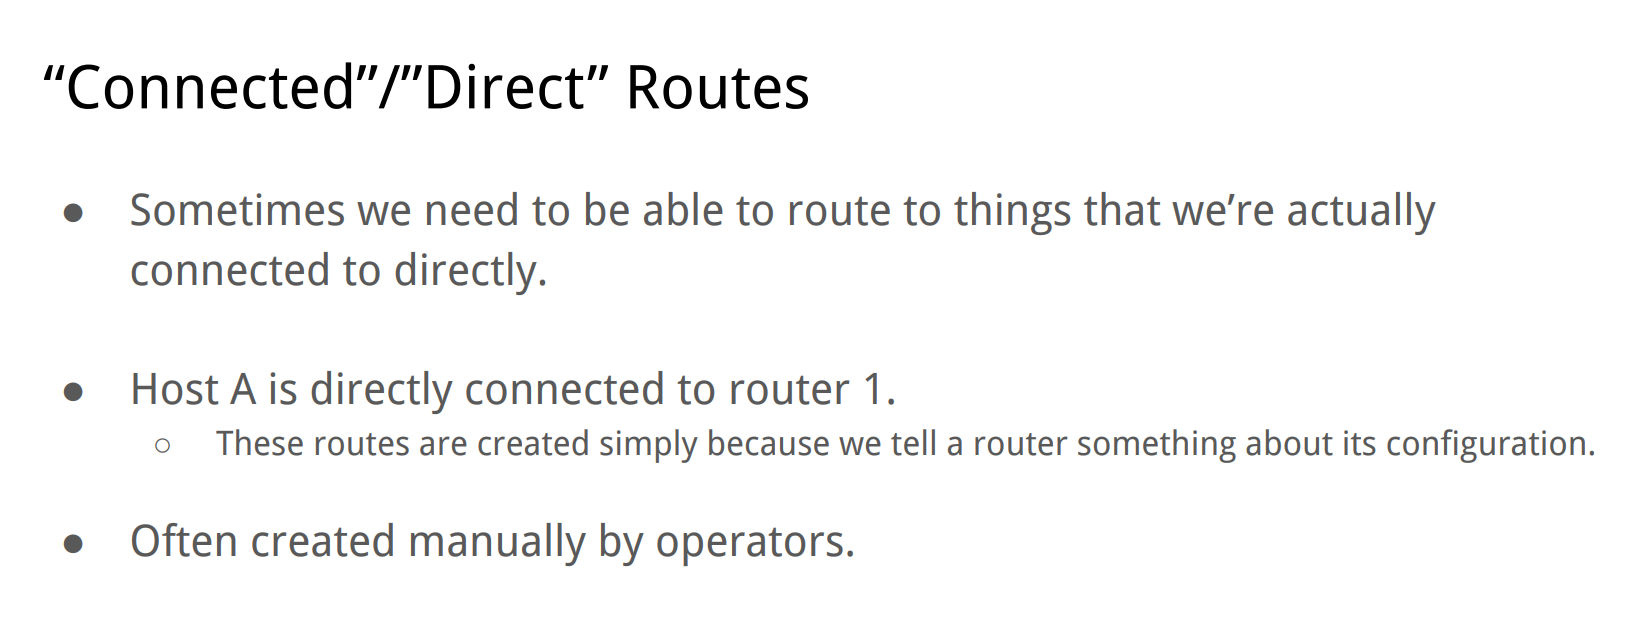 “Connected”/”Direct” Routes
● Sometimes we need to be able to route to things that we’re actually
connected to directly.
● Host A is directly connected to router 1.
○ These routes are created simply because we tell a router something about its configuration.
● Often created manually by operators.